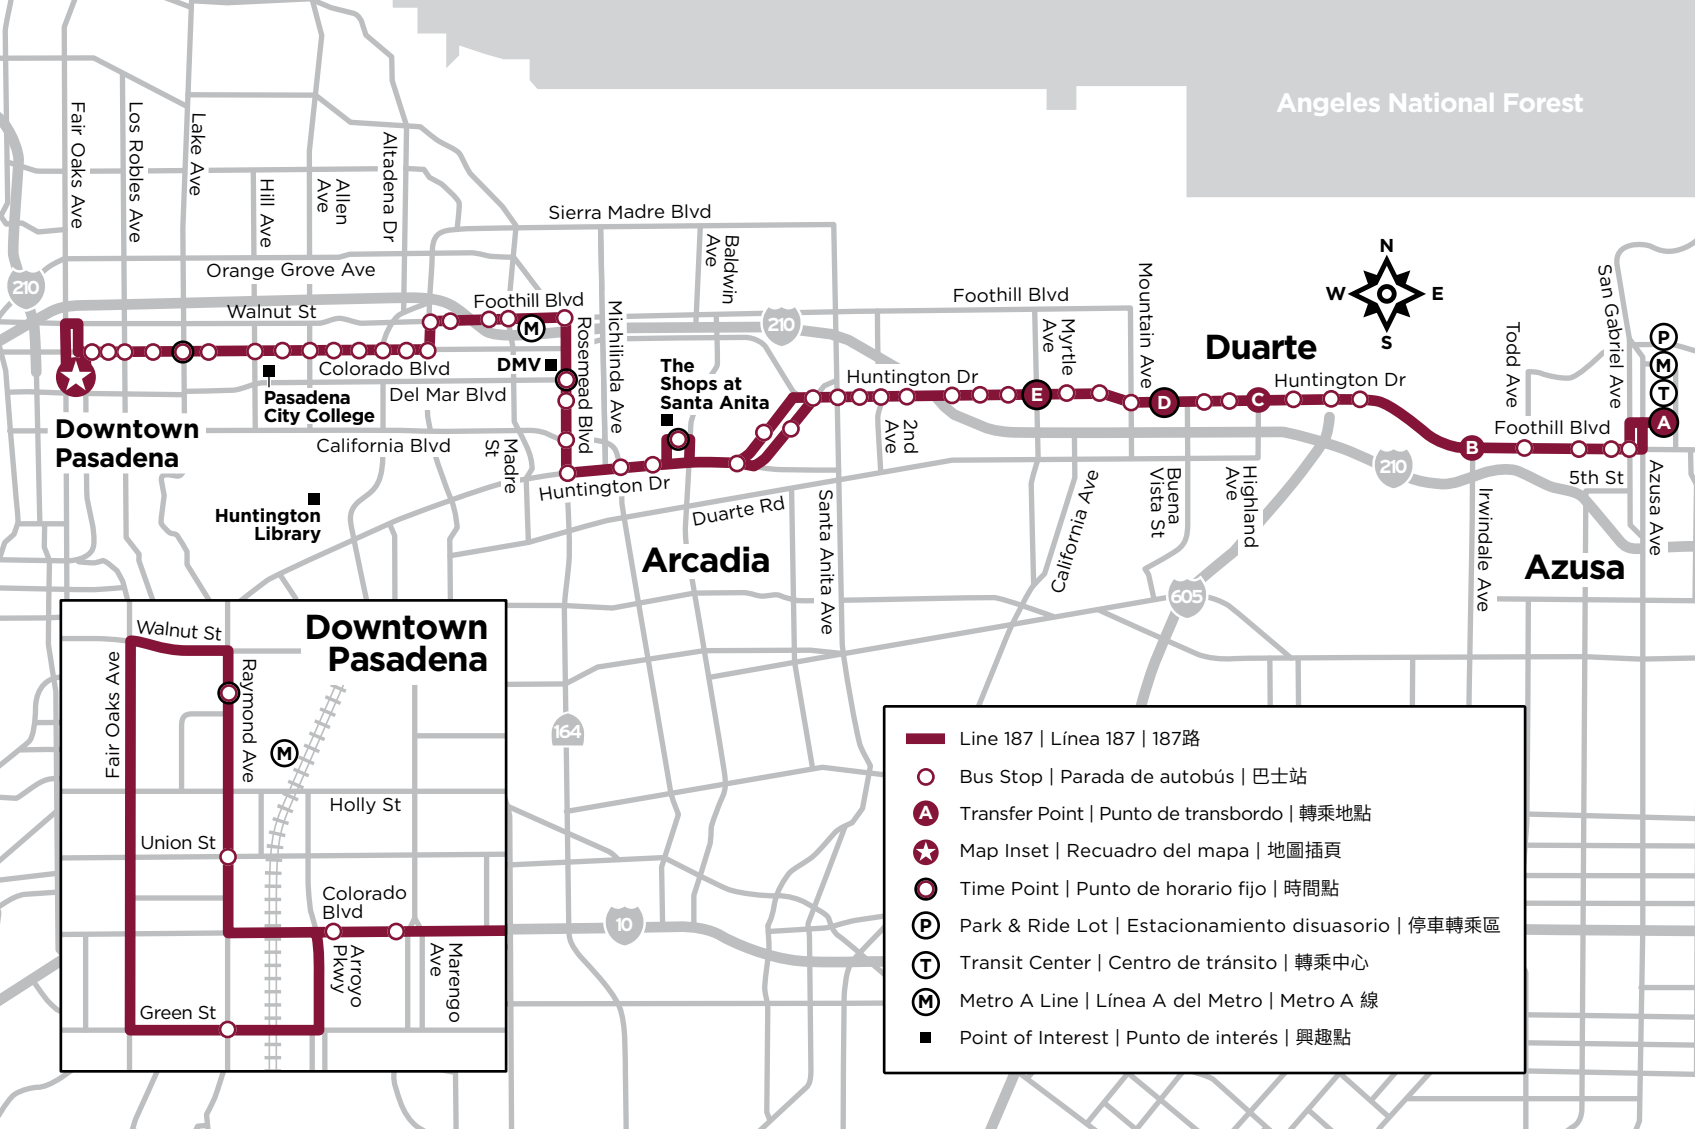 Angeles National Forest
Fair Oaks Ave
Los Robles Ave
Lake Ave
Hill Ave
Allen
Ave
Altadena Dr
Sierra Madre Blvd
Baldwin
Ave
Orange Grove Ave
210
Walnut St
Foothill Blvd
M
Michilinda Ave
Rosemead Blvd
210
Foothill Blvd
Myrtle
Ave
Mountain Ave
N
W
E
S
Duarte
Todd Ave
San Gabriel Ave
P
M
T
A
Colorado Blvd
DMV
Del Mar Blvd
Pasadena
City College
The
Shops at
Santa Anita
Huntington Dr
E
D
C
Huntington Dr
B
Foothill Blvd
Downtown
Pasadena
California Blvd
Madre
St
2nd
Ave
210
5th St
Huntington Dr
Huntington
Library
Duarte Rd
Santa Anita Ave
California Ave
Buena
Vista St
Highland
Ave
Irwindale Ave
Azusa Ave
Arcadia
Azusa
605
164
10
Downtown
Pasadena
Walnut St
Fair Oaks Ave
Raymond Ave
M
Holly St
Union St
Colorado
Blvd
Arroyo
Pkwy
Marengo
Ave
Green St
Line 187 | Línea 187 | 187路
Bus Stop | Parada de autobús | 巴士站
A Transfer Point | Punto de transbordo | 轉乘地點
Map Inset | Recuadro del mapa | 地圖插頁
Time Point | Punto de horario fijo | 時間點
P Park & Ride Lot | Estacionamiento disuasorio | 停車轉乘區
T Transit Center | Centro de tránsito | 轉乘中心
M Metro A Line | Línea A del Metro | Metro A 線
Point of Interest | Punto de interés | 興趣點